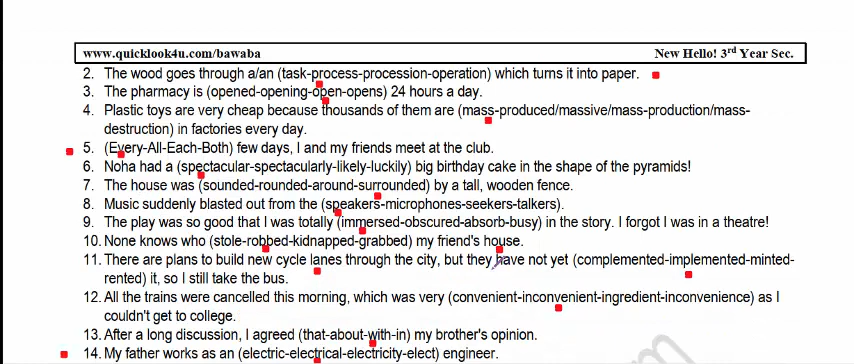 www.quicklook4u.com/bawaba New Hello! 3rd Year Sec.
2. The wood goes through a/an (task-process-procession-operation) which turns it into paper.
3. The pharmacy is (opened-opening-open-opens) 24 hours a day.
4. Plastic toys are very cheap because thousands of them are (mass-produced/massive/mass-production/mass-
destruction) in factories every day.
5. (Every-All-Each-Both) few days, I and my friends meet at the club.
6. Noha had a (spectacular-spectacularly-likely-luckily) big birthday cake in the shape of the pyramids!
7. The house was (sounded-rounded-around-surrounded) by a tall, wooden fence.
8. Music suddenly blasted out from the (speakers-microphones-seekers-talkers).
9. The play was so good that I was totally (immersed-obscured-absorb-busy) in the story. I forgot I was in a theatre!
10. None knows who (stole-robbed-kidnapped-grabbed) my friend's house.
11. There are plans to build new cycle lanes through the city, but they have not yet (complemented-implemented-minted-
rented) it, so I still take the bus.
12. All the trains were cancelled this morning, which was very (convenient-inconvenient-ingredient-inconvenience) as I
couldn't get to college.
13. After a long discussion, I agreed (that-about-with-in) my brother's opinion.
14. My father works as an (electric-electrical-electricity-elect) engineer.